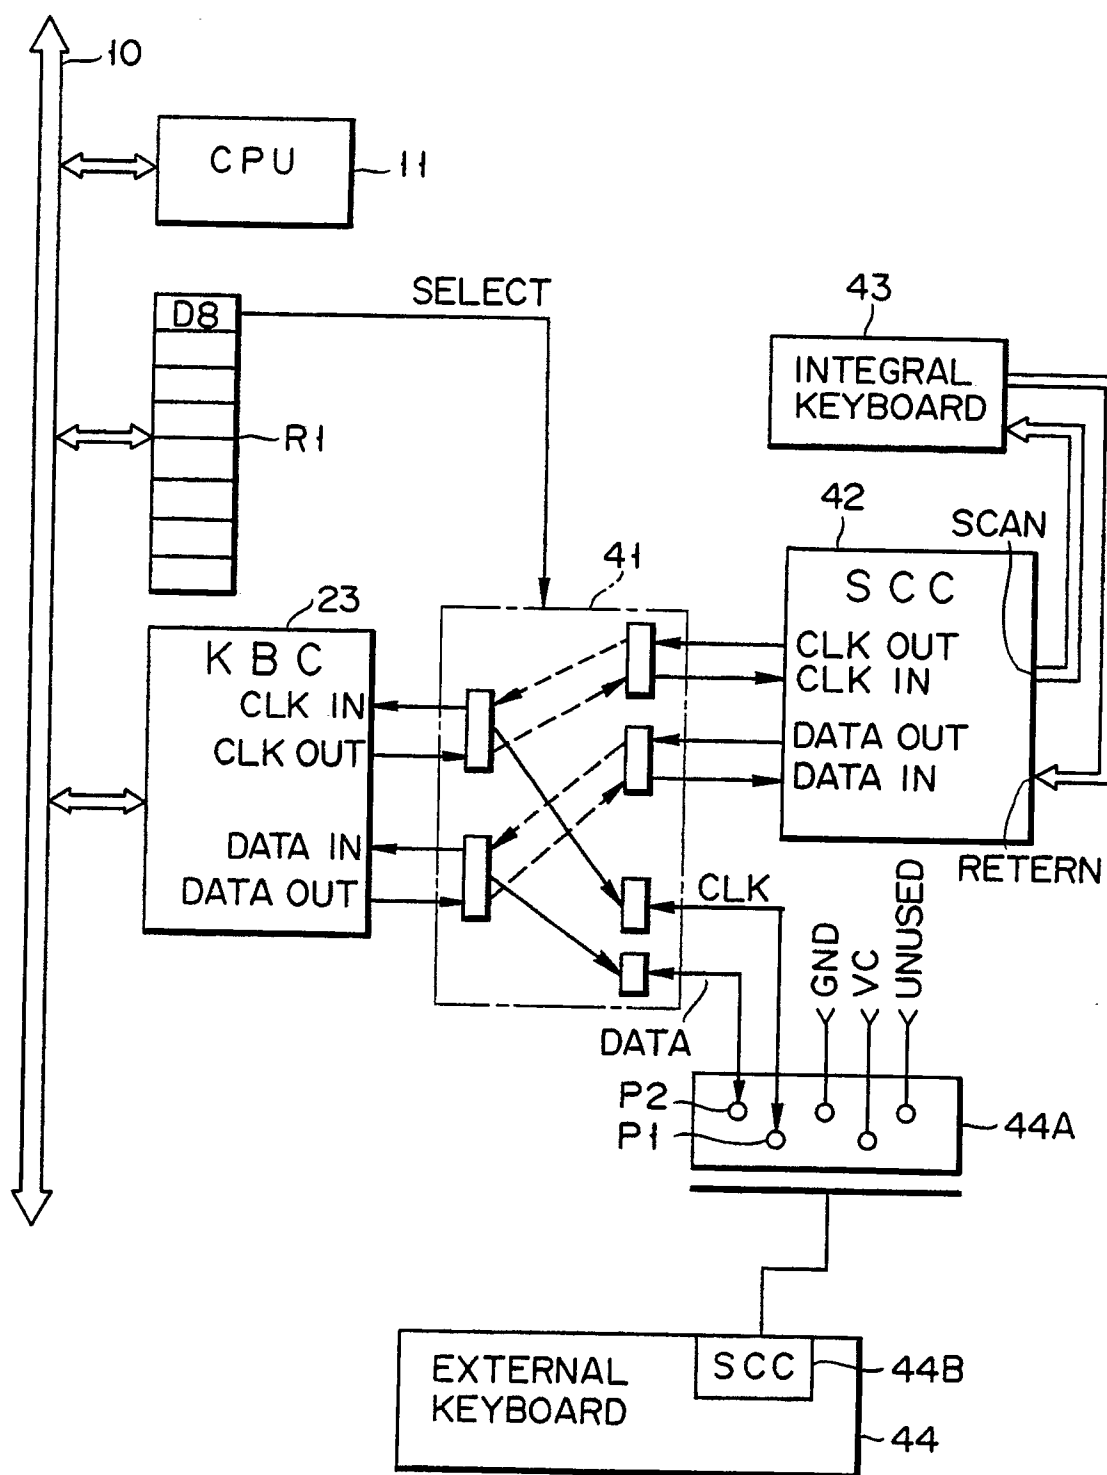 10
CPU
11
SELECT
D8
R1
43
INTEGRAL
KEYBOARD
42
SCAN
41
SCC
23
KBC
CLK OUT
CLK IN
CLK IN
CLK OUT
DATA OUT
DATA IN
DATA IN
DATA OUT
RETERN
CLK
GND
VC
UNUSED
DATA
P2
P1
44A
SCC
44B
EXTERNAL
KEYBOARD
44